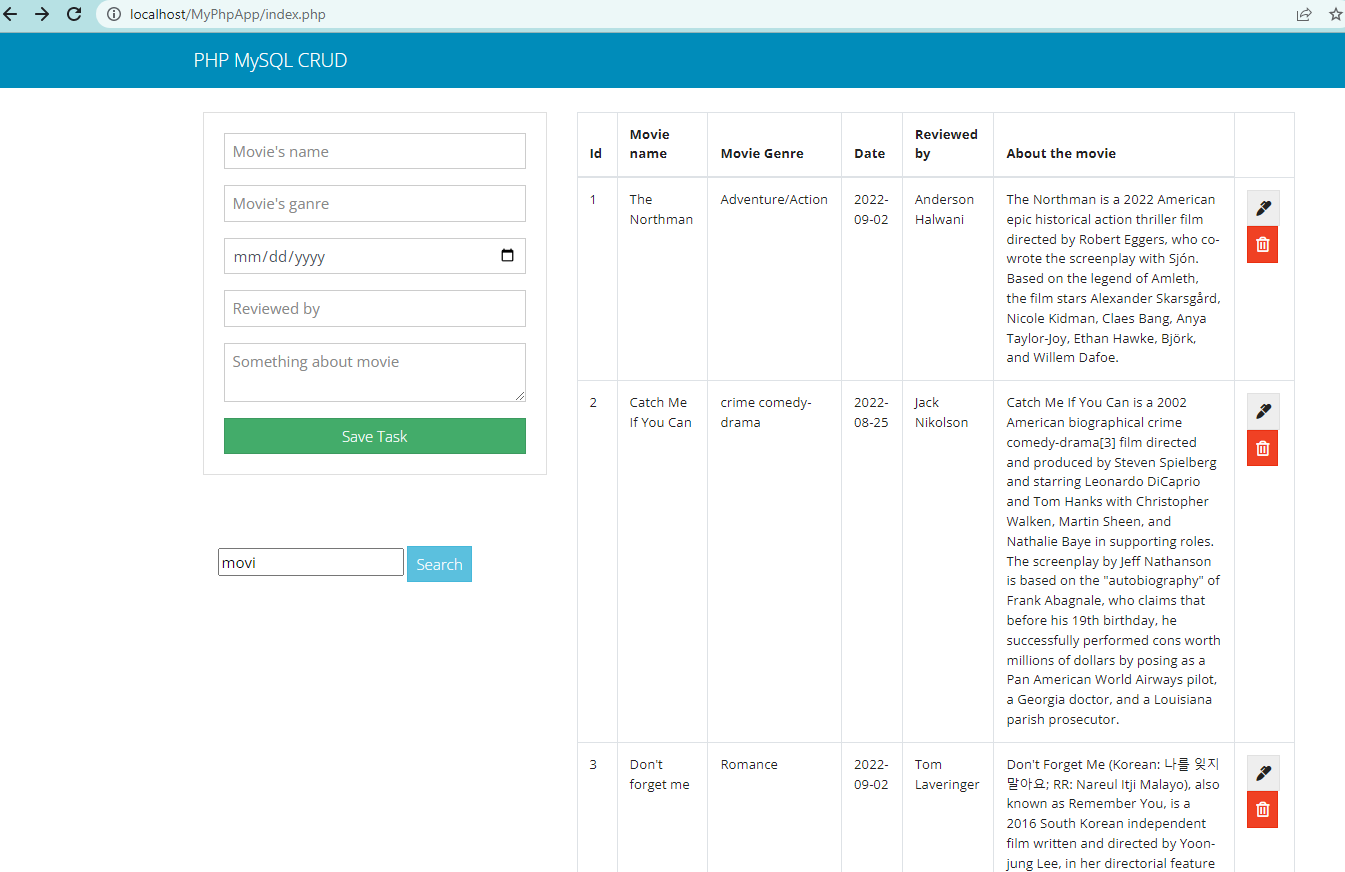 localhost/MyPhpApp/index.php
PHP MySQL CRUD
Movie's name
Movie's ganre
mm/dd/yyyy
Reviewed by
Something about movie
Save Task
movi
Search
Id
Movie
name
Movie Genre
Date
Reviewed
by
About the movie
1
The
Northman
Adventure/Action
2022-
09-02
Anderson
Halwani
The Northman is a 2022 American
epic historical action thriller film
directed by Robert Eggers, who co-
wrote the screenplay with Sjón.
Based on the legend of Amleth,
the film stars Alexander Skarsgård,
Nicole Kidman, Claes Bang, Anya
Taylor-Joy, Ethan Hawke, Björk,
and Willem Dafoe.
2
Catch Me
If You Can
crime comedy-
drama
2022-
08-25
Jack
Nikolson
Catch Me If You Can is a 2002
American biographical crime
comedy-drama[3] film directed
and produced by Steven Spielberg
and starring Leonardo DiCaprio
and Tom Hanks with Christopher
Walken, Martin Sheen, and
Nathalie Baye in supporting roles.
The screenplay by Jeff Nathanson
is based on the "autobiography" of
Frank Abagnale, who claims that
before his 19th birthday, he
successfully performed cons worth
millions of dollars by posing as a
Pan American World Airways pilot,
a Georgia doctor, and a Louisiana
parish prosecutor.
3
Don't
forget me
Romance
2022-
09-02
Tom
Laveringer
Don't Forget Me (Korean: 나를 잊지
말아요; RR: Nareul Itji Malayo), also
known as Remember You, is a
2016 South Korean independent
film written and directed by Yoon-
jung Lee, in her directorial feature